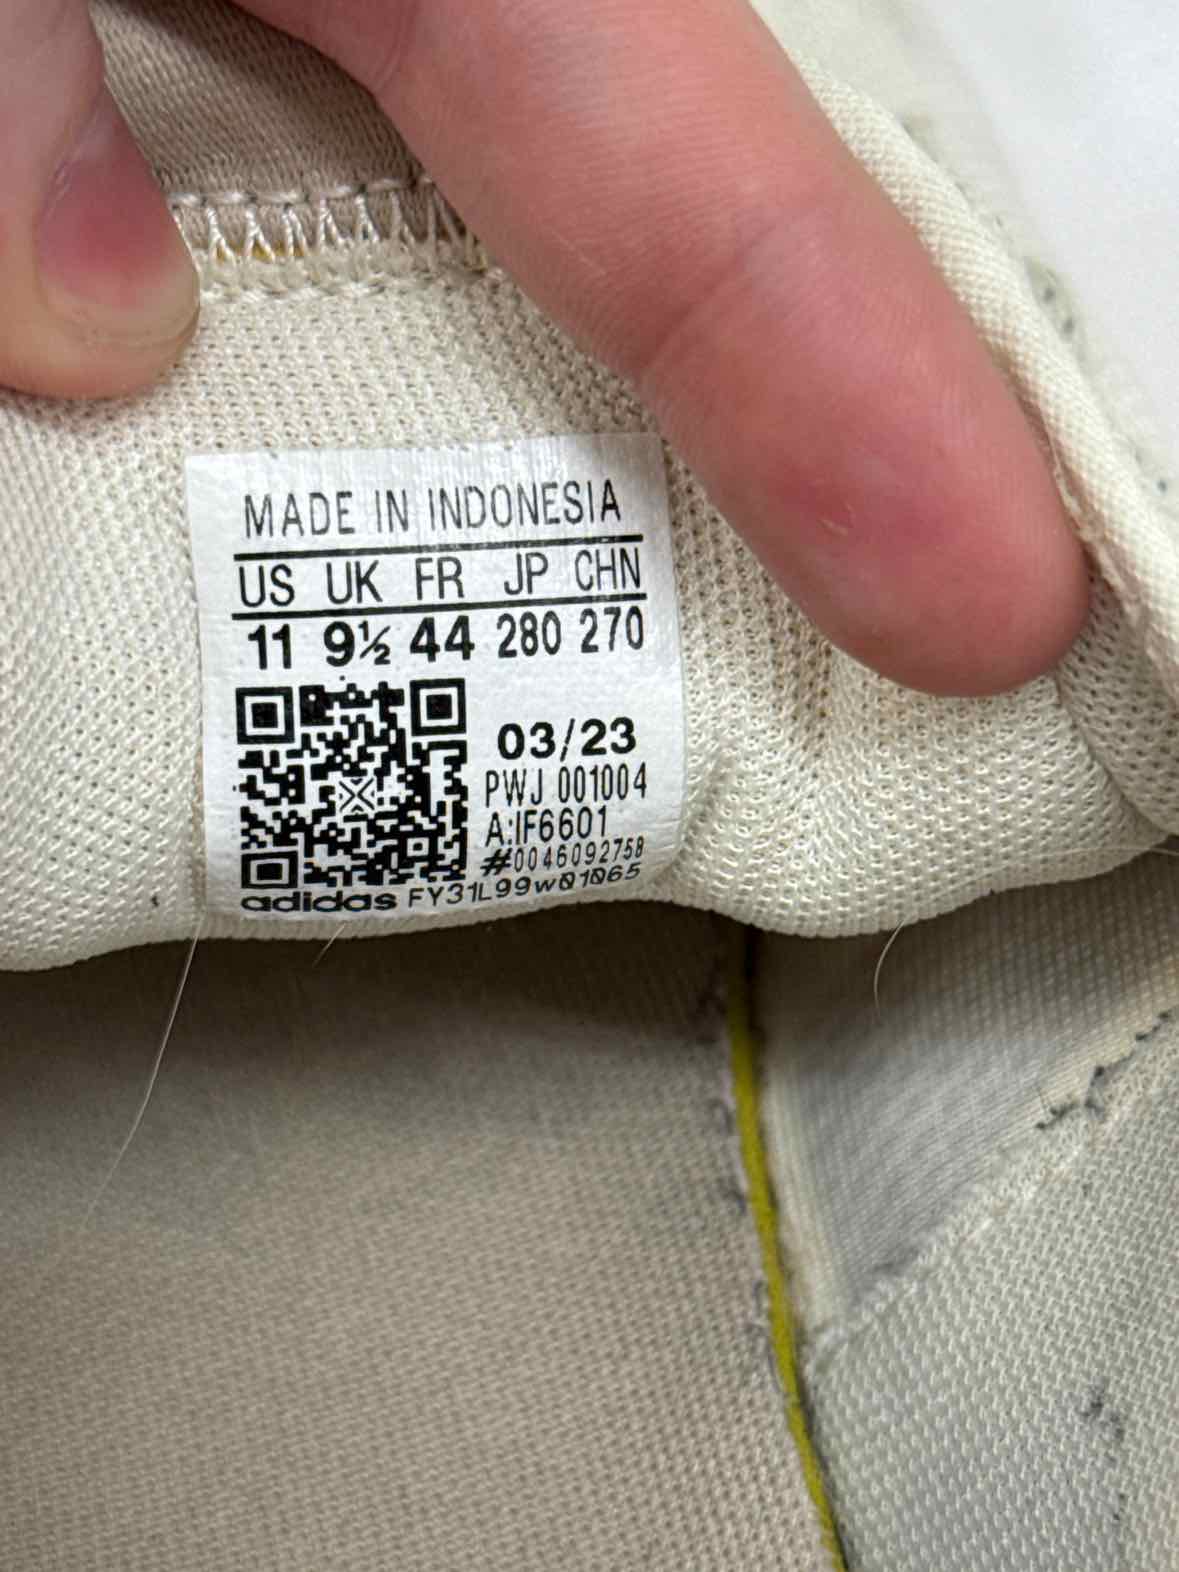 MADE IN INDONESIA
US UK FR JP CHN
11 9½ 44 280 270
03/23
PWJ 001004
A:IF6601
#0046092758
adidas FY31L99w01065